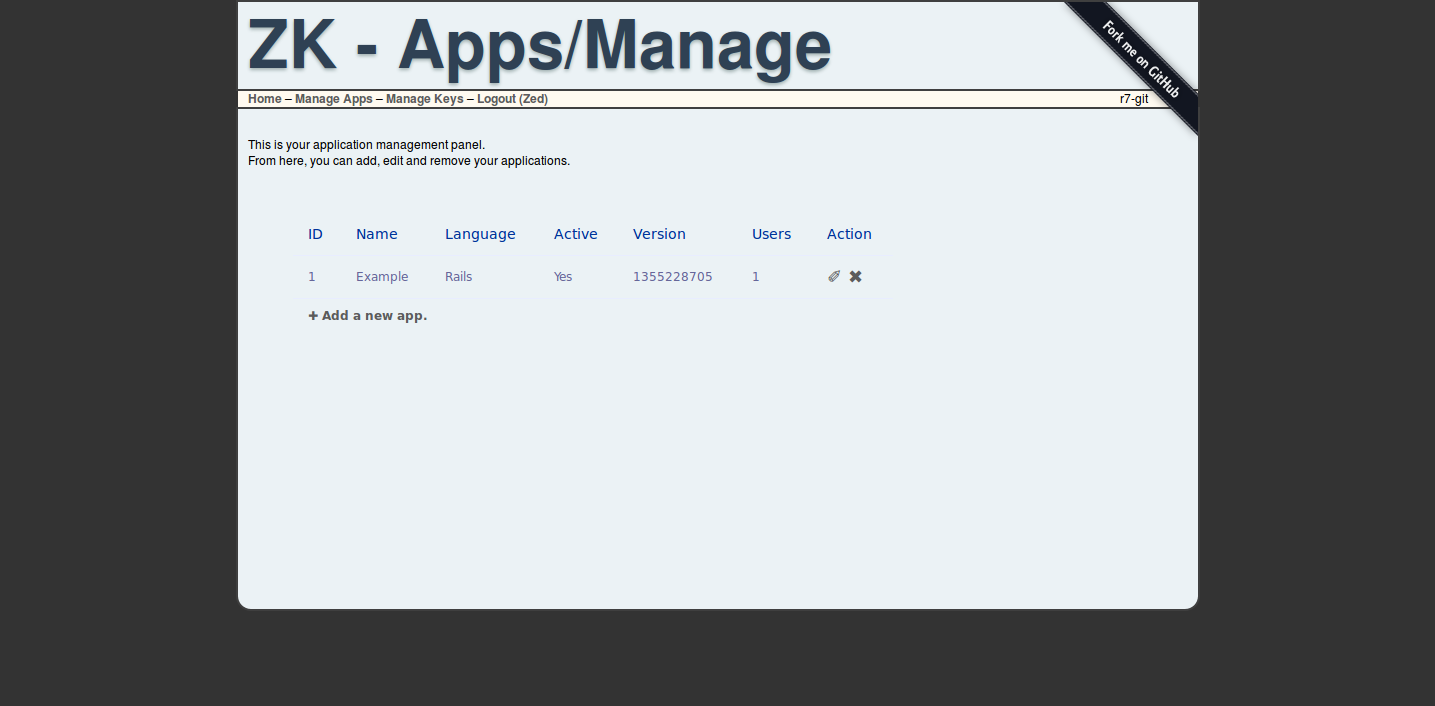 ZK - Apps/Manage
Fork me on GitHub
Home – Manage Apps – Manage Keys – Logout (Zed) r7-git
This is your application management panel.
From here, you can add, edit and remove your applications.
ID Name Language Active Version Users Action
1 Example Rails Yes 1355228705 1 ✐ ✖
✚ Add a new app.